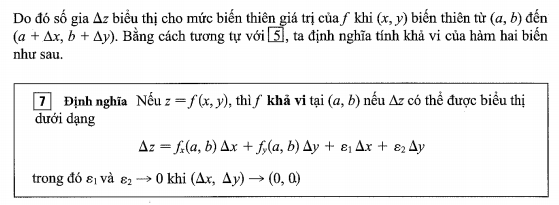 Do đó số gia Δz biểu thị cho mức biến thiên giá trị của f khi (x, y) biến thiên từ (a, b) đến
(a + Δx, b + Δy). Bằng cách tương tự với 5, ta định nghĩa tính khả vi của hàm hai biến
như sau.
7 Định nghĩa Nếu z = f(x, y), thì f khả vi tại (a, b) nếu Δz có thể được biểu thị
dưới dạng
Δz = fₓ(a, b) Δx + f_y(a, b) Δy + ε₁ Δx + ε₂ Δy
trong đó ε₁ và ε₂ → 0 khi (Δx, Δy) → (0, 0)